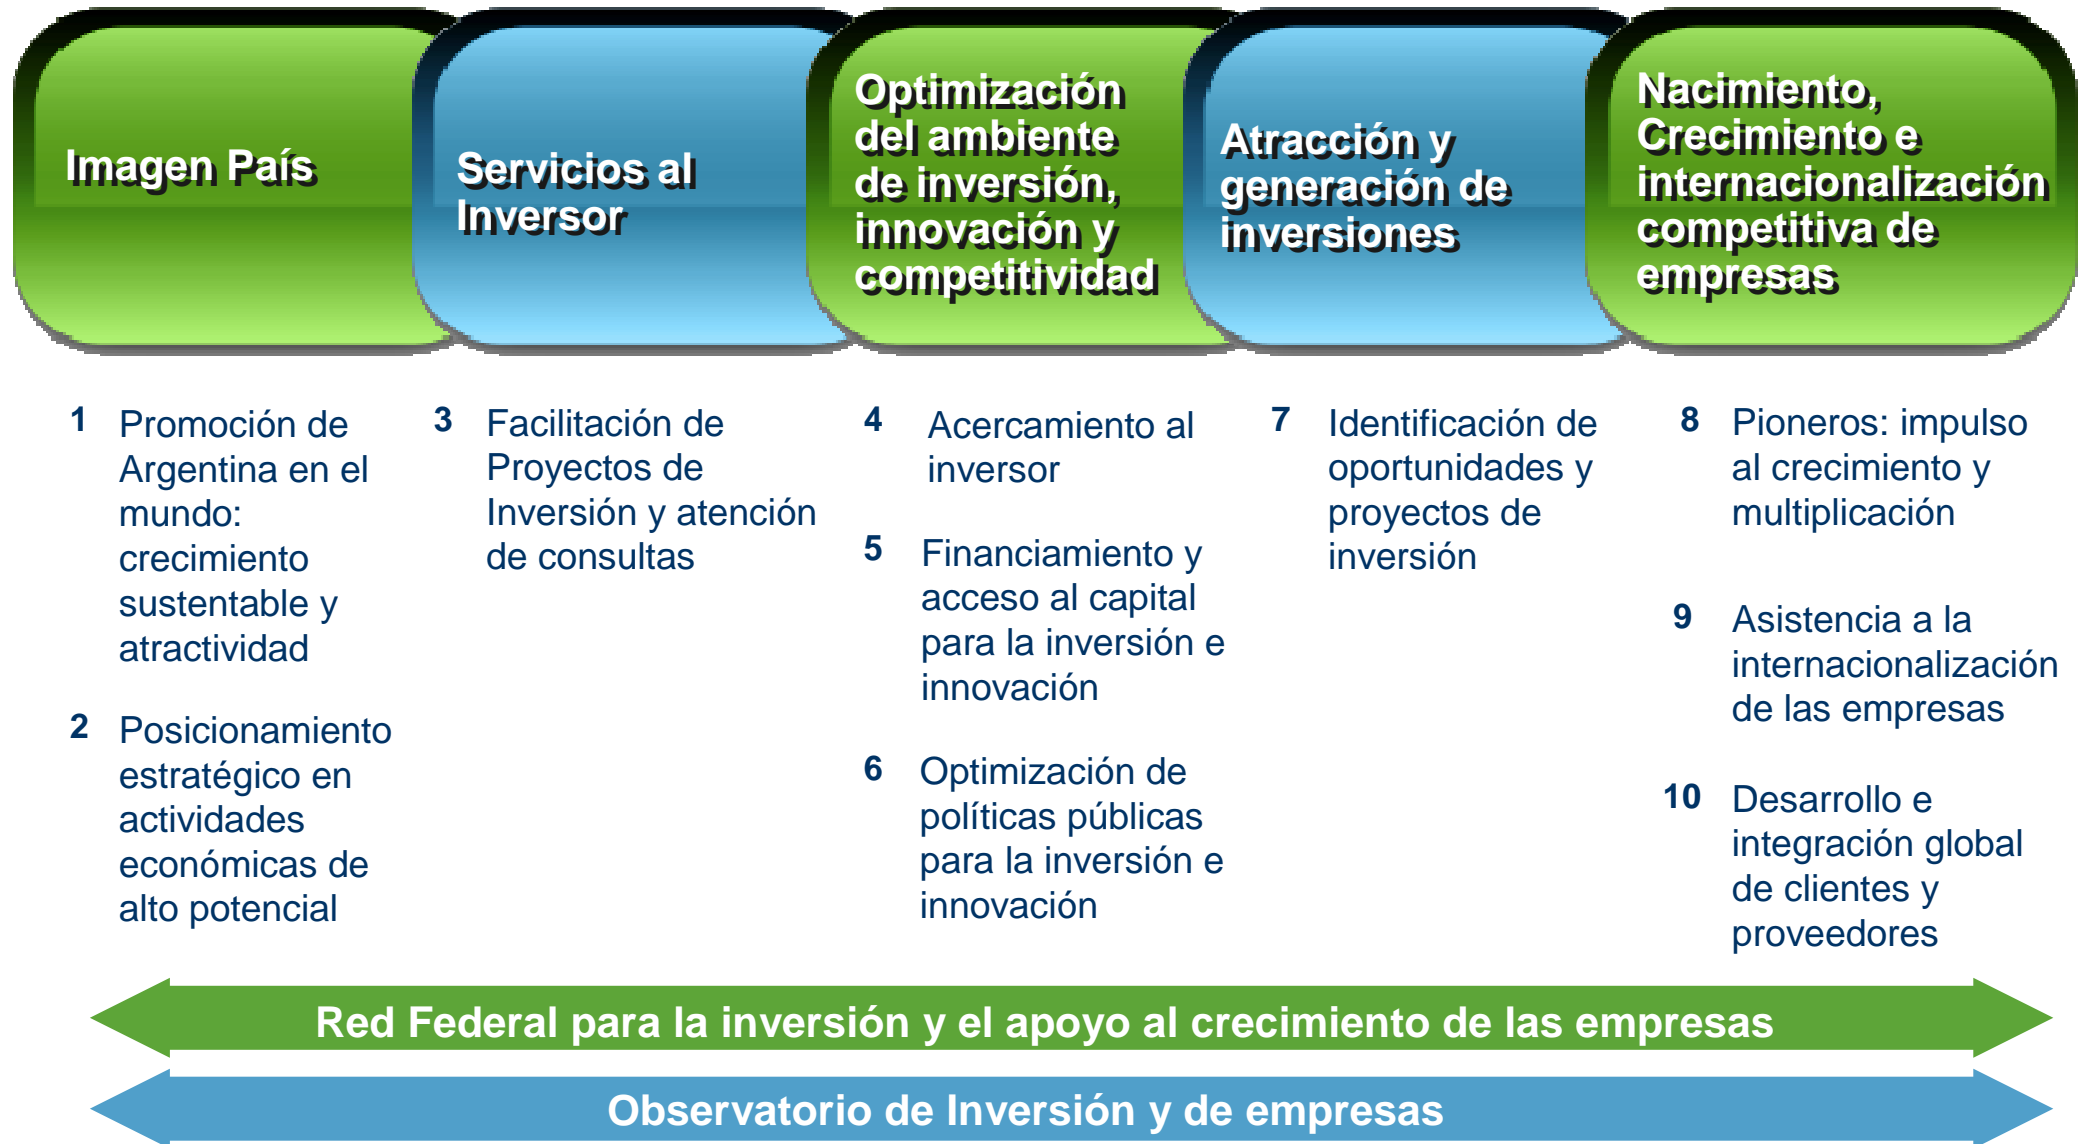 Imagen País
Servicios al
Inversor
Optimización
del ambiente
de inversión,
innovación y
competitividad
Atracción y
generación de
inversiones
Nacimiento,
Crecimiento e
internacionalización
competitiva de
empresas
1 Promoción de
Argentina en el
mundo:
crecimiento
sustentable y
atractividad
2 Posicionamiento
estratégico en
actividades
económicas de
alto potencial
3 Facilitación de
Proyectos de
Inversión y atención
de consultas
4 Acercamiento al
inversor
5 Financiamiento y
acceso al capital
para la inversión e
innovación
6 Optimización de
políticas públicas
para la inversión e
innovación
7 Identificación de
oportunidades y
proyectos de
inversión
8 Pioneros: impulso
al crecimiento y
multiplicación
9 Asistencia a la
internacionalización
de las empresas
10 Desarrollo e
integración global
de clientes y
proveedores
Red Federal para la inversión y el apoyo al crecimiento de las empresas
Observatorio de Inversión y de empresas